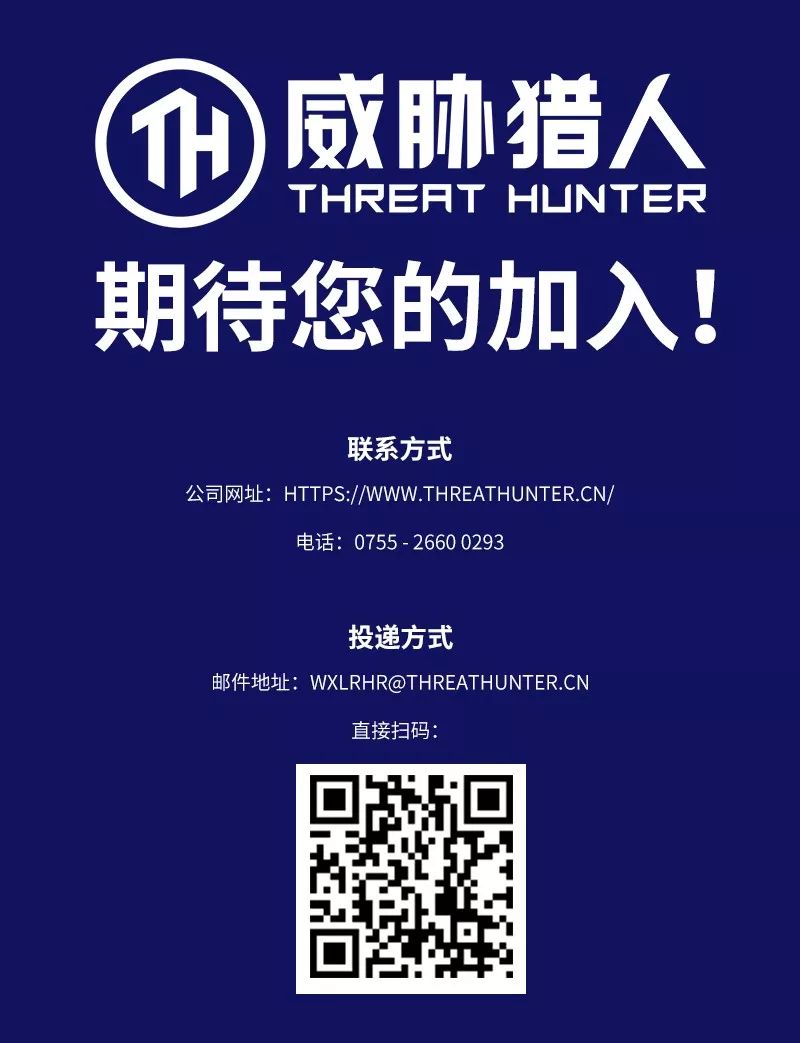 TH 威胁猎人
THREAT HUNTER
期待您的加入！
联系方式
公司网址：HTTPS://WWW.THREATHUNTER.CN/
电话：0755 - 2660 0293
投递方式
邮件地址：WXLRHR@THREATHUNTER.CN
直接扫码：